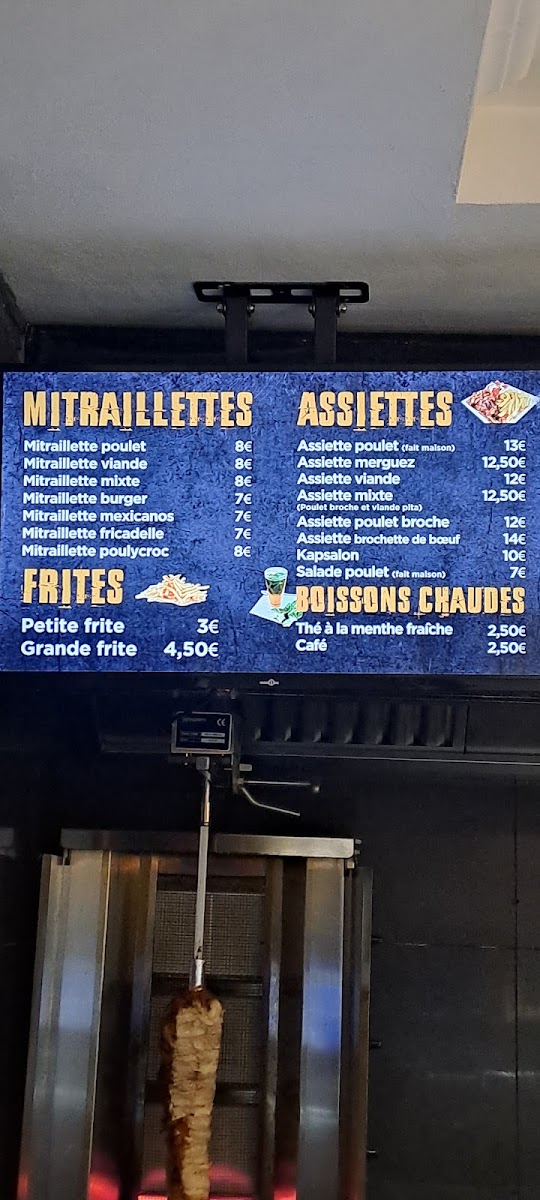 MITRAILLETTES
Mitraillette poulet 8€
Mitraillette viande 8€
Mitraillette mixte 8€
Mitraillette burger 7€
Mitraillette mexicanos 7€
Mitraillette fricadelle 7€
Mitraillette poulycroc 8€
FRITES
Petite frite 3€
Grande frite 4,50€
ASSIETTES
Assiette poulet (fait maison) 13€
Assiette merguez 12,50€
Assiette viande 12€
Assiette mixte 12,50€
(Poulet broche et viande pita)
Assiette poulet broche 12€
Assiette brochette de bœuf 14€
Kapsalon 10€
Salade poulet (fait maison) 7€
BOISSONS CHAUDES
Thé à la menthe fraîche 2,50€
Café 2,50€
CE